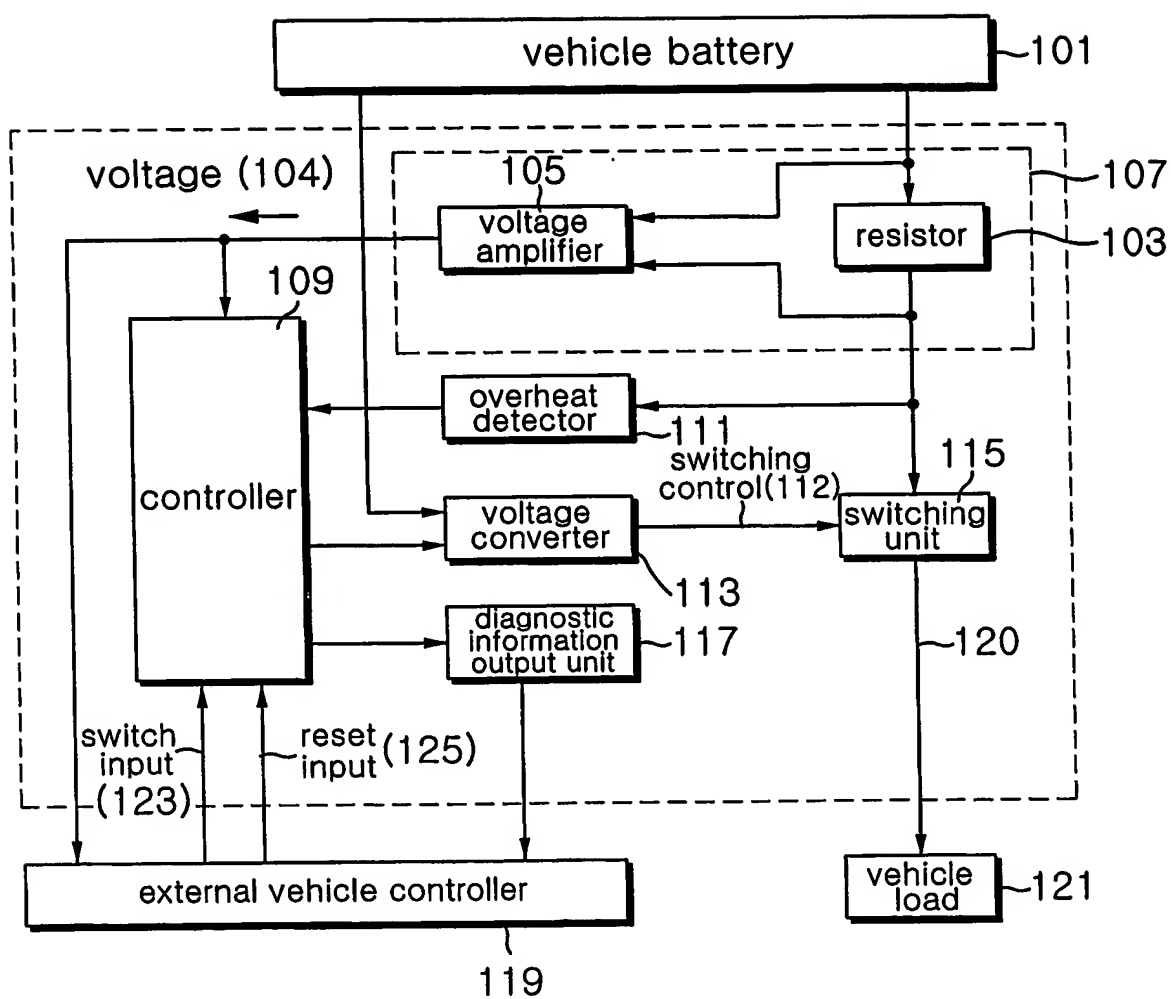 vehicle battery
101
voltage (104)
105
107
voltage
amplifier
resistor
103
109
overheat
detector
111
switching
control(112)
115
controller
voltage
converter
switching
unit
113
diagnostic
information
output unit
117
120
switch
input
(123)
reset
input
(125)
external vehicle controller
vehicle
load
121
119